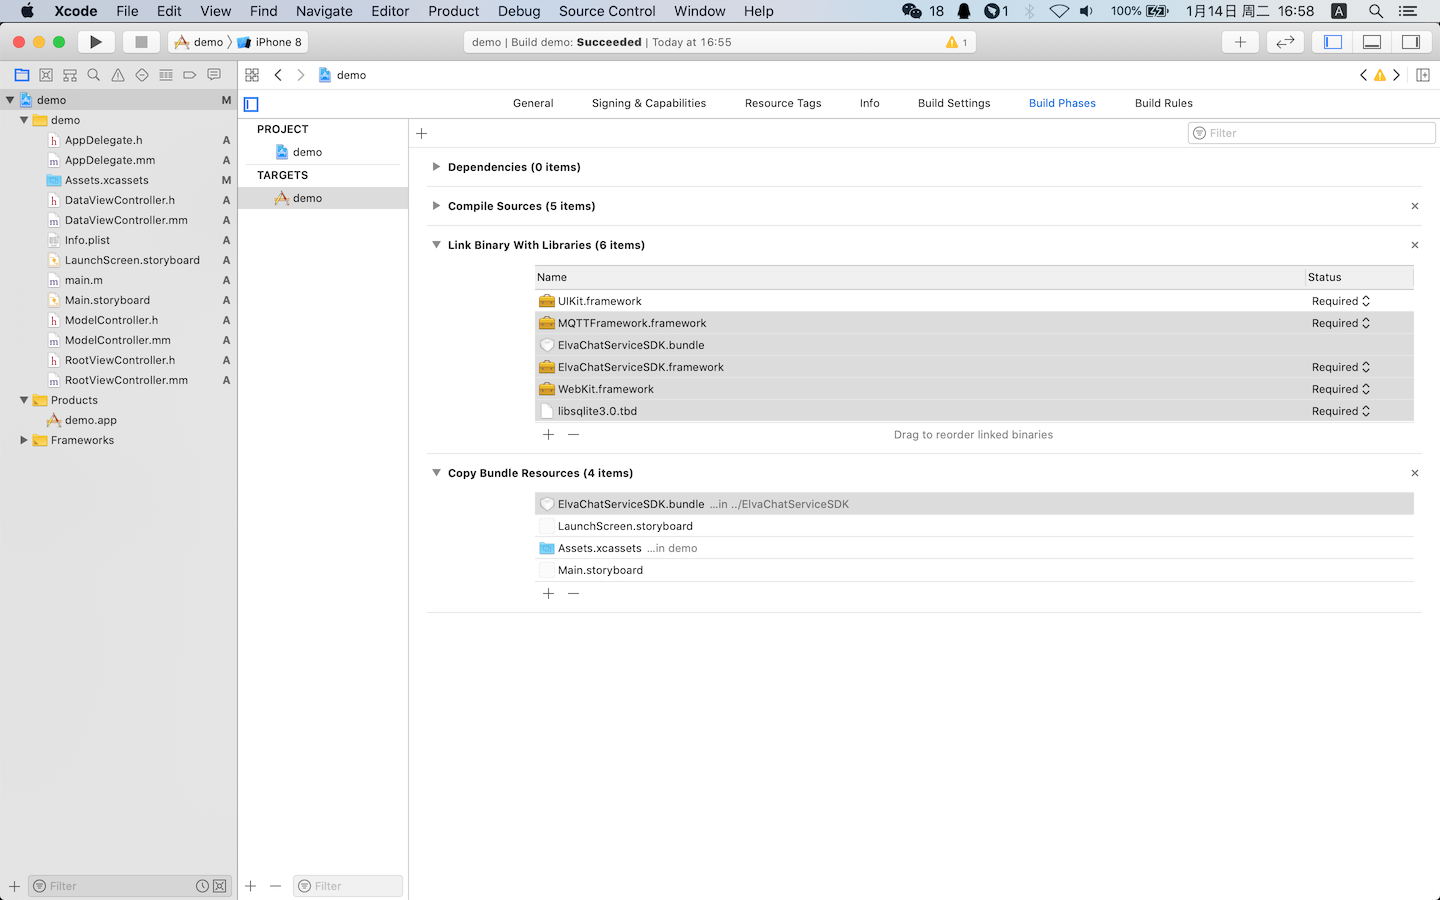 Xcode File Edit View Find Navigate Editor Product Debug Source Control Window Help 18 1 100% 1月14日 周二 16:58 A
demo 〉 iPhone 8
demo | Build demo: Succeeded | Today at 16:55
1
demo
demo M
demo
AppDelegate.h A
AppDelegate.mm A
Assets.xcassets M
DataViewController.h A
DataViewController.mm A
Info.plist A
LaunchScreen.storyboard A
main.m A
Main.storyboard A
ModelController.h A
ModelController.mm A
RootViewController.h A
RootViewController.mm A
Products
demo.app
Frameworks
Filter
General Signing & Capabilities Resource Tags Info Build Settings Build Phases Build Rules
PROJECT
demo
TARGETS
demo
Filter
Filter
Dependencies (0 items)
Compile Sources (5 items)
Link Binary With Libraries (6 items)
Name Status
UIKit.framework Required
MQTTFramework.framework Required
ElvaChatServiceSDK.bundle
ElvaChatServiceSDK.framework Required
WebKit.framework Required
libsqlite3.0.tbd Required
Drag to reorder linked binaries
Copy Bundle Resources (4 items)
ElvaChatServiceSDK.bundle ...in ../ElvaChatServiceSDK
LaunchScreen.storyboard
Assets.xcassets ...in demo
Main.storyboard